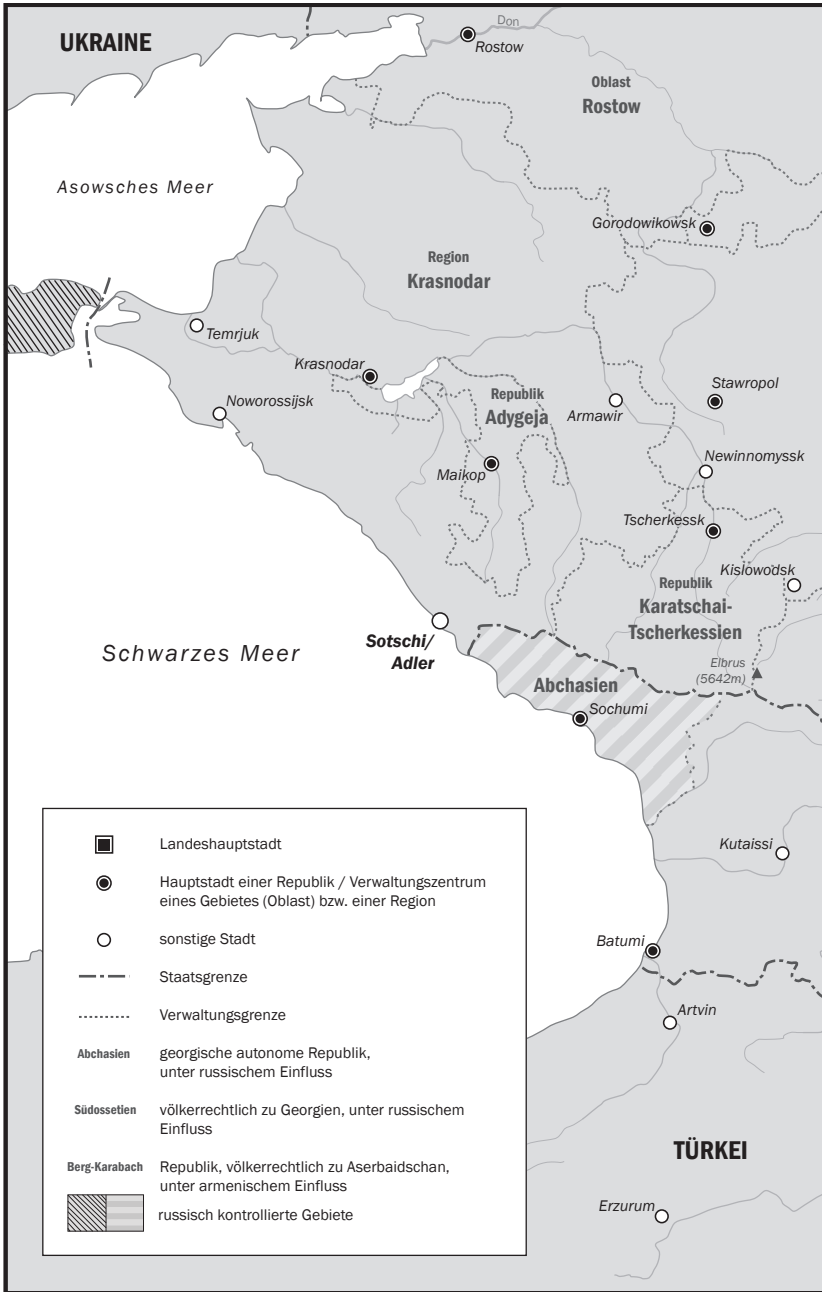 UKRAINE
Don
Rostow
Oblast
Rostow
Asowsches Meer
Gorodowikowsk
Region
Krasnodar
Temrjuk
Krasnodar
Noworossijsk
Republik
Adygeja
Armawir
Stawropol
Maikop
Newinnomyssk
Tscherkessk
Kislowodsk
Republik
Karatschai-
Tscherkessien
Schwarzes Meer
Sotschi/
Adler
Elbrus
(5642m)
Abchasien
Sochumi
Kutaissi
Batumi
Artvin
TÜRKEI
Erzurum
Landeshauptstadt
Hauptstadt einer Republik / Verwaltungszentrum
eines Gebietes (Oblast) bzw. einer Region
sonstige Stadt
Staatsgrenze
Verwaltungsgrenze
Abchasien georgische autonome Republik,
unter russischem Einfluss
Südossetien völkerrechtlich zu Georgien, unter russischem
Einfluss
Berg-Karabach Republik, völkerrechtlich zu Aserbaidschan,
unter armenischem Einfluss
russisch kontrollierte Gebiete